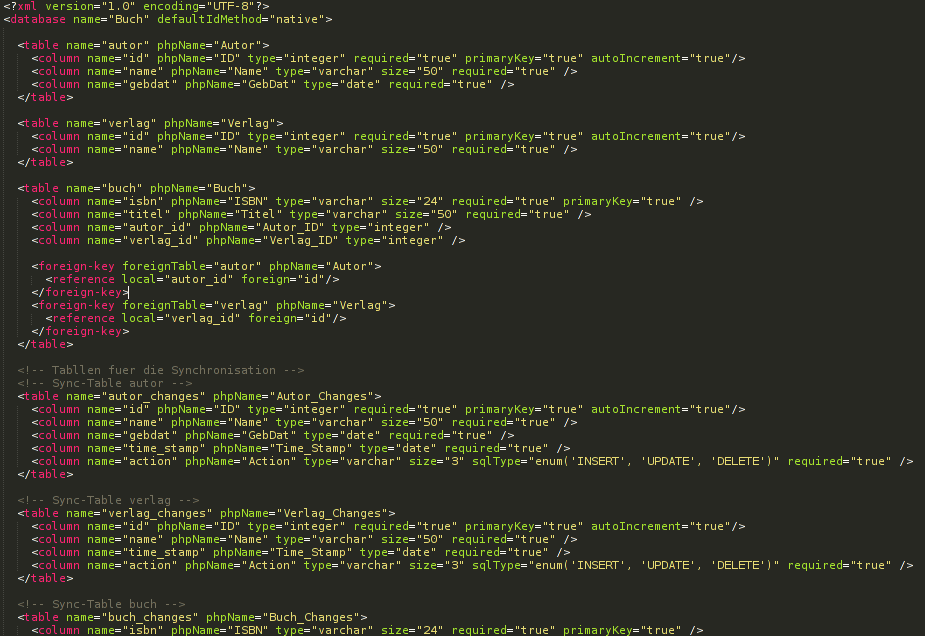 <?xml version="1.0" encoding="UTF-8"?>
<database name="Buch" defaultIdMethod="native">
<table name="autor" phpName="Autor">
<column name="id" phpName="ID" type="integer" required="true" primaryKey="true" autoIncrement="true"/>
<column name="name" phpName="Name" type="varchar" size="50" required="true" />
<column name="gebdat" phpName="GebDat" type="date" required="true" />
</table>
<table name="verlag" phpName="Verlag">
<column name="id" phpName="ID" type="integer" required="true" primaryKey="true" autoIncrement="true"/>
<column name="name" phpName="Name" type="varchar" size="50" required="true" />
</table>
<table name="buch" phpName="Buch">
<column name="isbn" phpName="ISBN" type="varchar" size="24" required="true" primaryKey="true" />
<column name="titel" phpName="Titel" type="varchar" size="50" required="true" />
<column name="autor_id" phpName="Autor_ID" type="integer" />
<column name="verlag_id" phpName="Verlag_ID" type="integer" />
<foreign-key foreignTable="autor" phpName="Autor">
<reference local="autor_id" foreign="id"/>
</foreign-key>
<foreign-key foreignTable="verlag" phpName="Verlag">
<reference local="verlag_id" foreign="id"/>
</foreign-key>
</table>
<!-- Tabllen fuer die Synchronisation -->
<!-- Sync-Table autor -->
<table name="autor_changes" phpName="Autor_Changes">
<column name="id" phpName="ID" type="integer" required="true" primaryKey="true" autoIncrement="true"/>
<column name="name" phpName="Name" type="varchar" size="50" required="true" />
<column name="gebdat" phpName="GebDat" type="date" required="true" />
<column name="time_stamp" phpName="Time_Stamp" type="date" required="true" />
<column name="action" phpName="Action" type="varchar" size="3" sqlType="enum('INSERT', 'UPDATE', 'DELETE')" required="true" />
</table>
<!-- Sync-Table verlag -->
<table name="verlag_changes" phpName="Verlag_Changes">
<column name="id" phpName="ID" type="integer" required="true" primaryKey="true" autoIncrement="true"/>
<column name="name" phpName="Name" type="varchar" size="50" required="true" />
<column name="time_stamp" phpName="Time_Stamp" type="date" required="true" />
<column name="action" phpName="Action" type="varchar" size="3" sqlType="enum('INSERT', 'UPDATE', 'DELETE')" required="true" />
</table>
<!-- Sync-Table buch -->
<table name="buch_changes" phpName="Buch_Changes">
<column name="isbn" phpName="ISBN" type="varchar" size="24" required="true" primaryKey="true" />